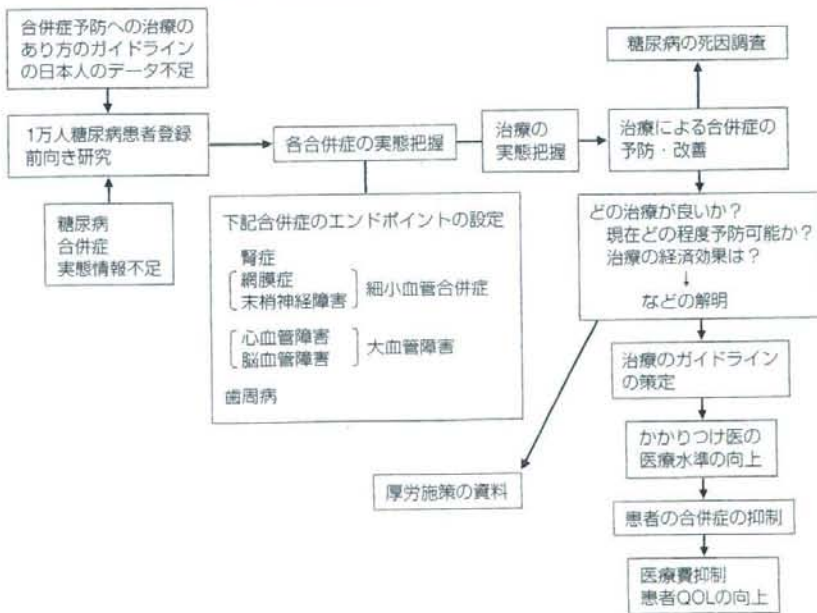 合併症予防への治療の
あり方のガイドライン
の日本人のデータ不足
1万人糖尿病患者登録
前向き研究
糖尿病
合併症
実態情報不足
各合併症の実態把握
治療の
実態把握
治療による合併症の
予防・改善
糖尿病の死因調査
下記合併症のエンドポイントの設定
腎症
網膜症
末梢神経障害
細小血管合併症
心血管障害
脳血管障害
大血管障害
歯周病
どの治療が良いか?
現在どの程度予防可能か?
治療の経済効果は?
などの解明
厚労施策の資料
治療のガイドライン
の策定
かかりつけ医の
医療水準の向上
患者の合併症の抑制
医療費抑制
患者QOLの向上